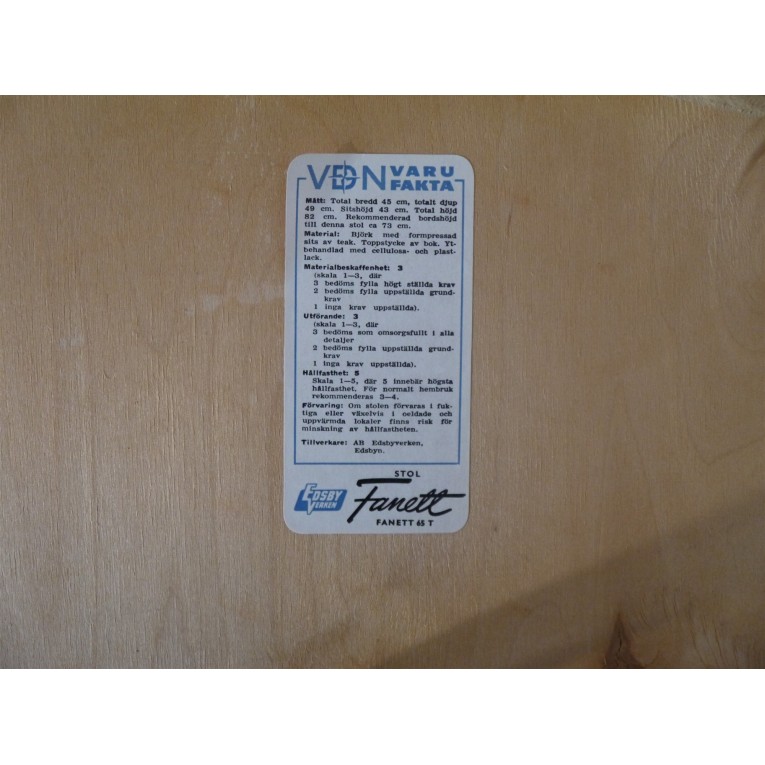 VDN VARU
FAKTA
Mått: Total bredd 45 cm, totalt djup
49 cm. Sitshöjd 43 cm. Total höjd
82 cm. Rekommenderad bordshöjd
till denna stol ca 73 cm.
Material: Björk med formpressad
sits av teak. Toppstycke av bok. Yt-
behandlad med cellulosa- och plast-
lack.
Materialbeskaffenhet: 3
(skala 1—3, där
3 bedöms fylla högt ställda krav
2 bedöms fylla uppställda grund-
krav
1 inga krav uppställda).
Utförande: 3
(skala 1—3, där
3 bedöms som omsorgsfullt i alla
detaljer
2 bedöms fylla uppställda grund-
krav
1 inga krav uppställda).
Hållfasthet: 5
Skala 1—5, där 5 innebär högsta
hållfasthet. För normalt hembruk
rekommenderas 3—4.
Förvaring: Om stolen förvaras i fuk-
tiga eller växelvis i oeldade och
uppvärmda lokaler finns risk för
minskning av hållfastheten.
Tillverkare: AB Edsbyverken,
Edsbyn.
STOL
EDSBY
VERKEN
Fanett
FANETT 65 T